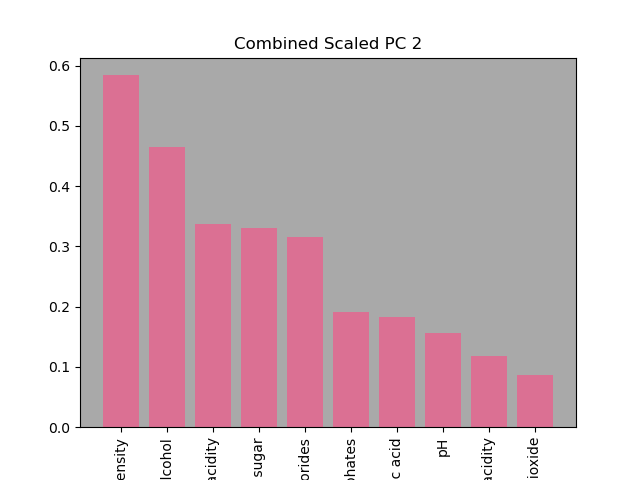 Combined Scaled PC 2
0.6
0.5
0.4
0.3
0.2
0.1
0.0
ensity
lcohol
acidity
sugar
orides
phates
c acid
pH
acidity
ioxide